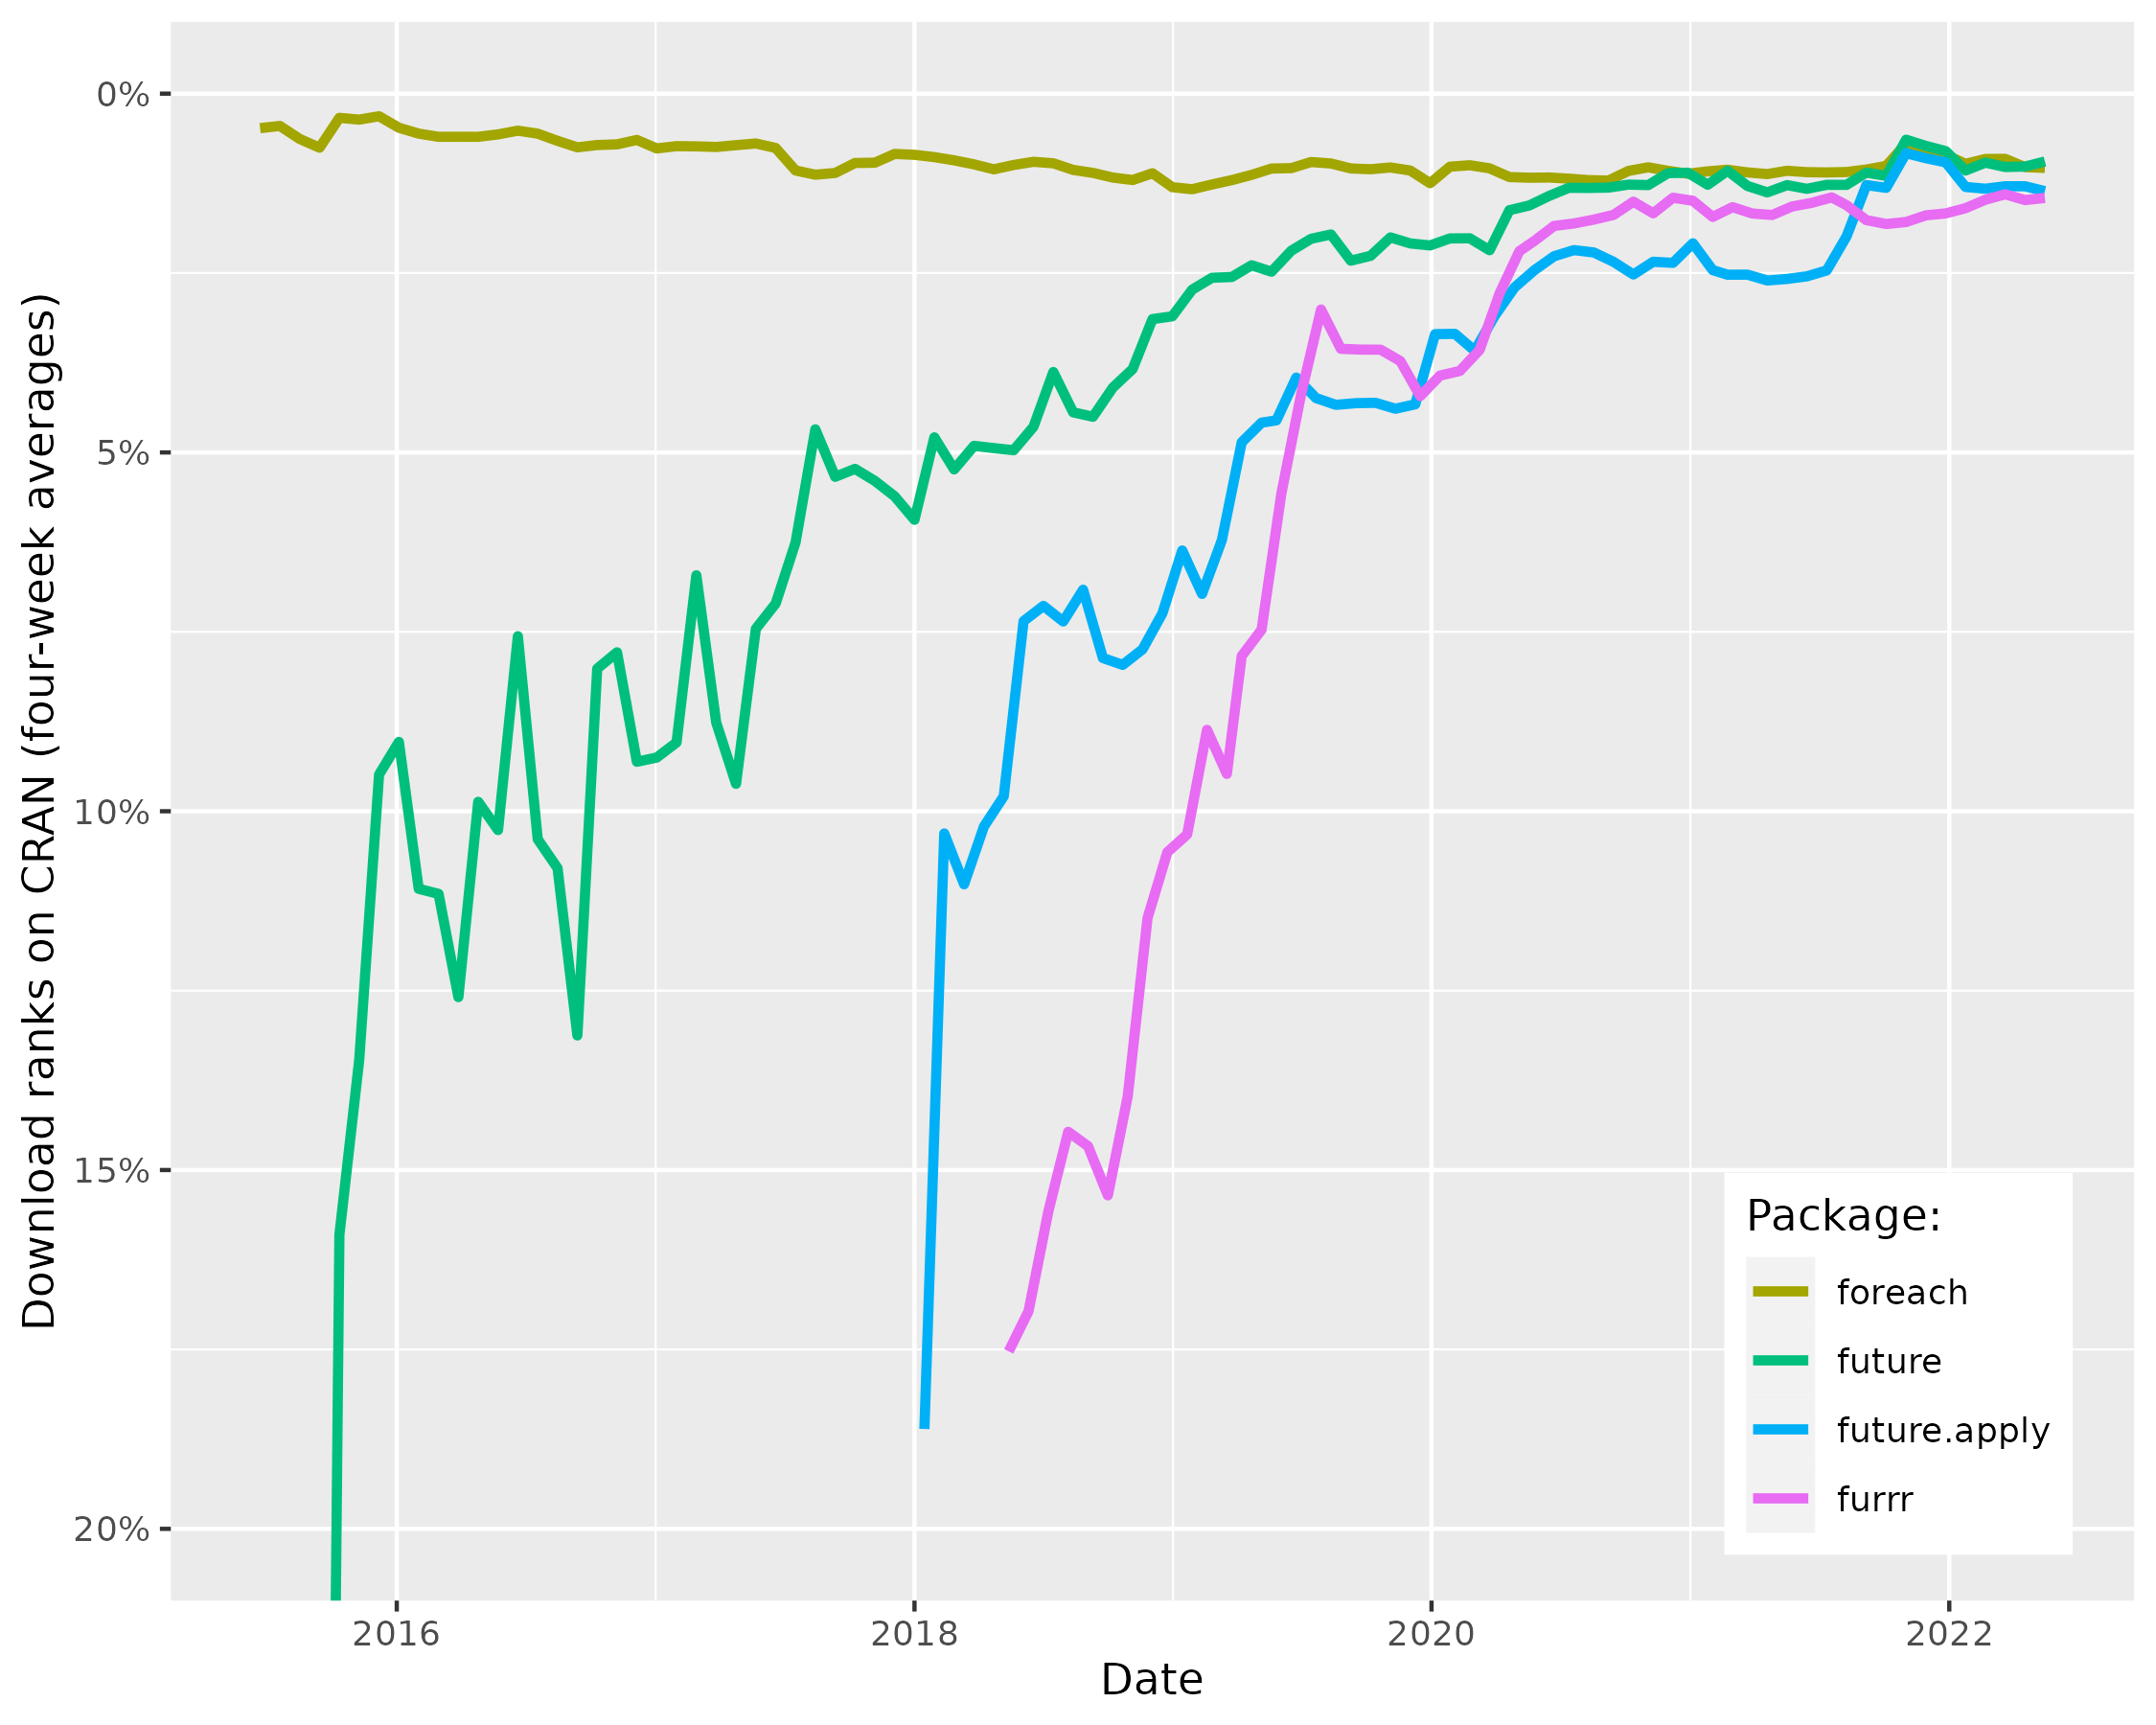 Download ranks on CRAN (four-week averages)
0%
5%
10%
15%
20%
2016
2018
2020
2022
Date
Package:
foreach
future
future.apply
furrr